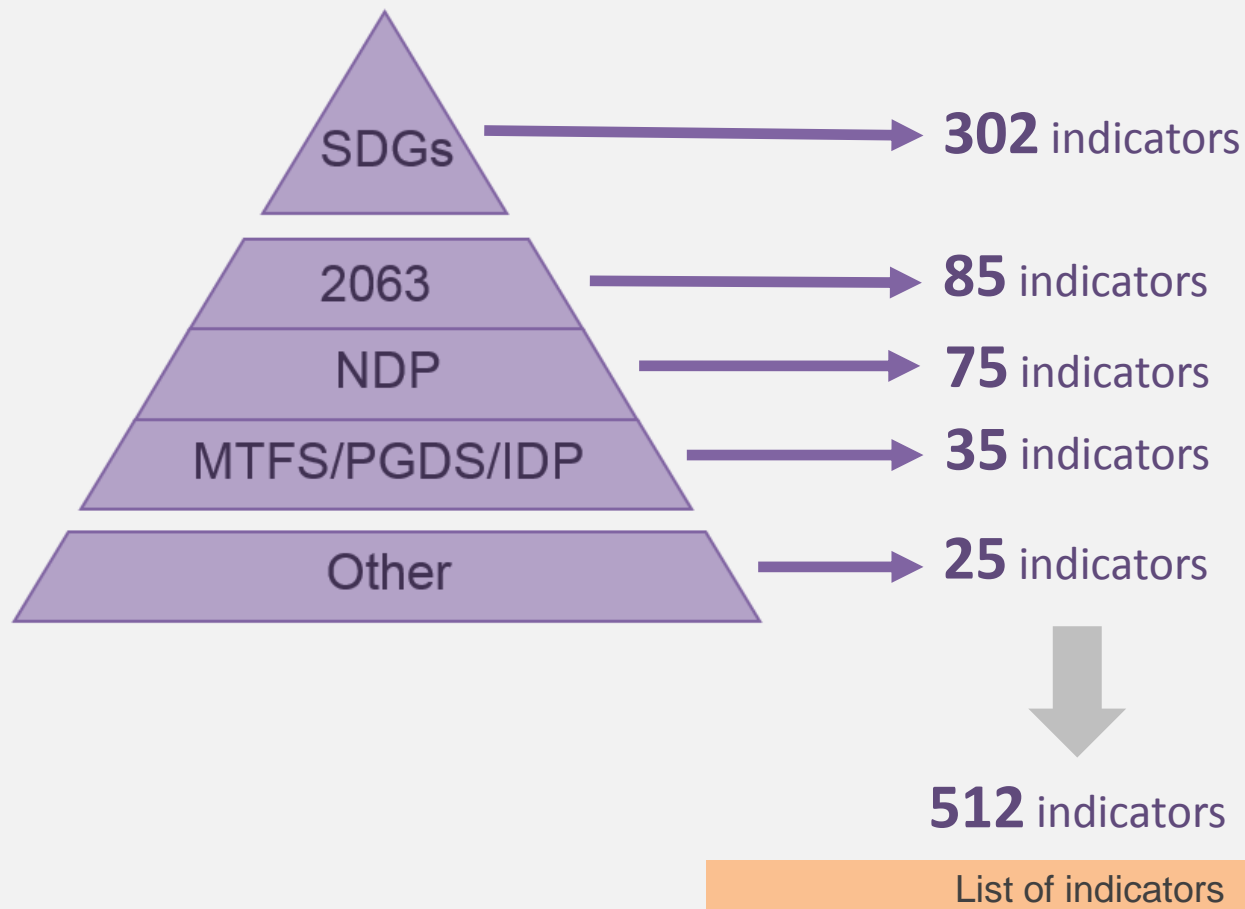 SDGs
302 indicators
2063
85 indicators
NDP
75 indicators
MTFS/PGDS/IDP
35 indicators
Other
25 indicators
512 indicators
List of indicators